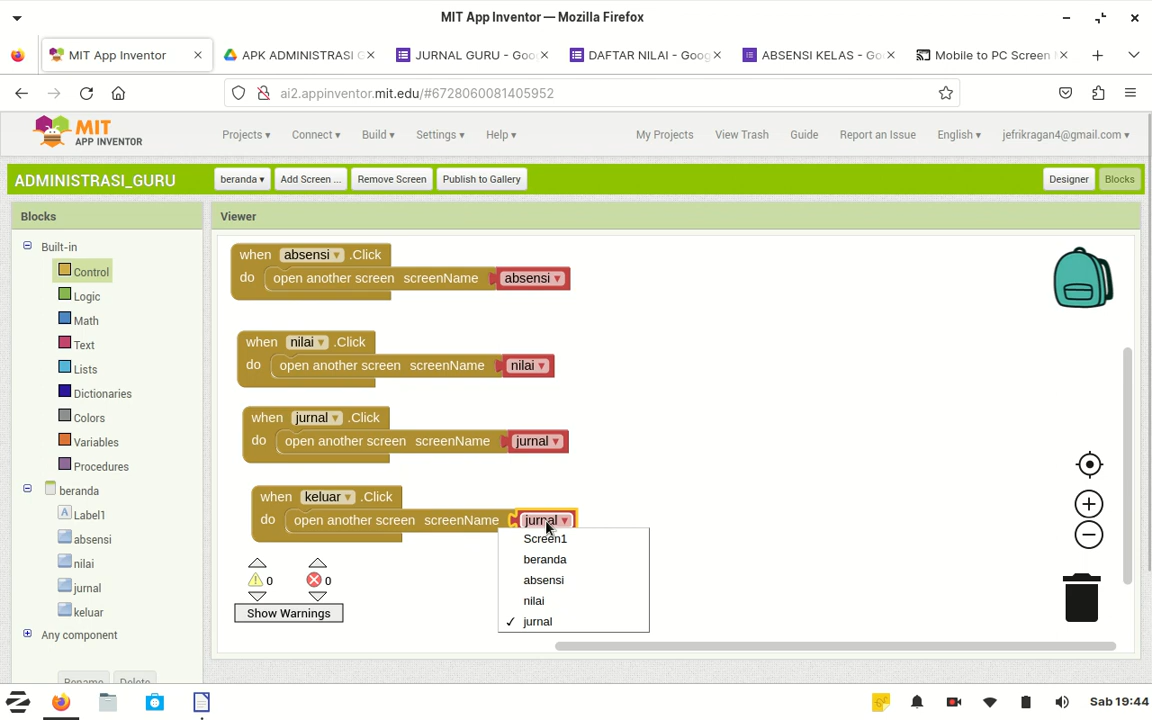 MIT App Inventor — Mozilla Firefox
MIT App Inventor
APK ADMINISTRASI G
JURNAL GURU - Goo
DAFTAR NILAI - Goog
ABSENSI KELAS - Go
Mobile to PC Screen
ai2.appinventor.mit.edu/#6728060081405952
MIT
APP INVENTOR
Projects ▾
Connect ▾
Build ▾
Settings ▾
Help ▾
My Projects
View Trash
Guide
Report an Issue
English ▾
jefrikragan4@gmail.com ▾
ADMINISTRASI_GURU
beranda ▾
Add Screen ...
Remove Screen
Publish to Gallery
Designer
Blocks
Blocks
Viewer
Built-in
Control
Logic
Math
Text
Lists
Dictionaries
Colors
Variables
Procedures
beranda
Label1
absensi
nilai
jurnal
keluar
Any component
Rename
Delete
when absensi ▾ .Click
do open another screen screenName absensi ▾
when nilai ▾ .Click
do open another screen screenName nilai ▾
when jurnal ▾ .Click
do open another screen screenName jurnal ▾
when keluar ▾ .Click
do open another screen screenName jurnal ▾
Screen1
beranda
absensi
nilai
✓ jurnal
0
0
Show Warnings
Sab 19:44